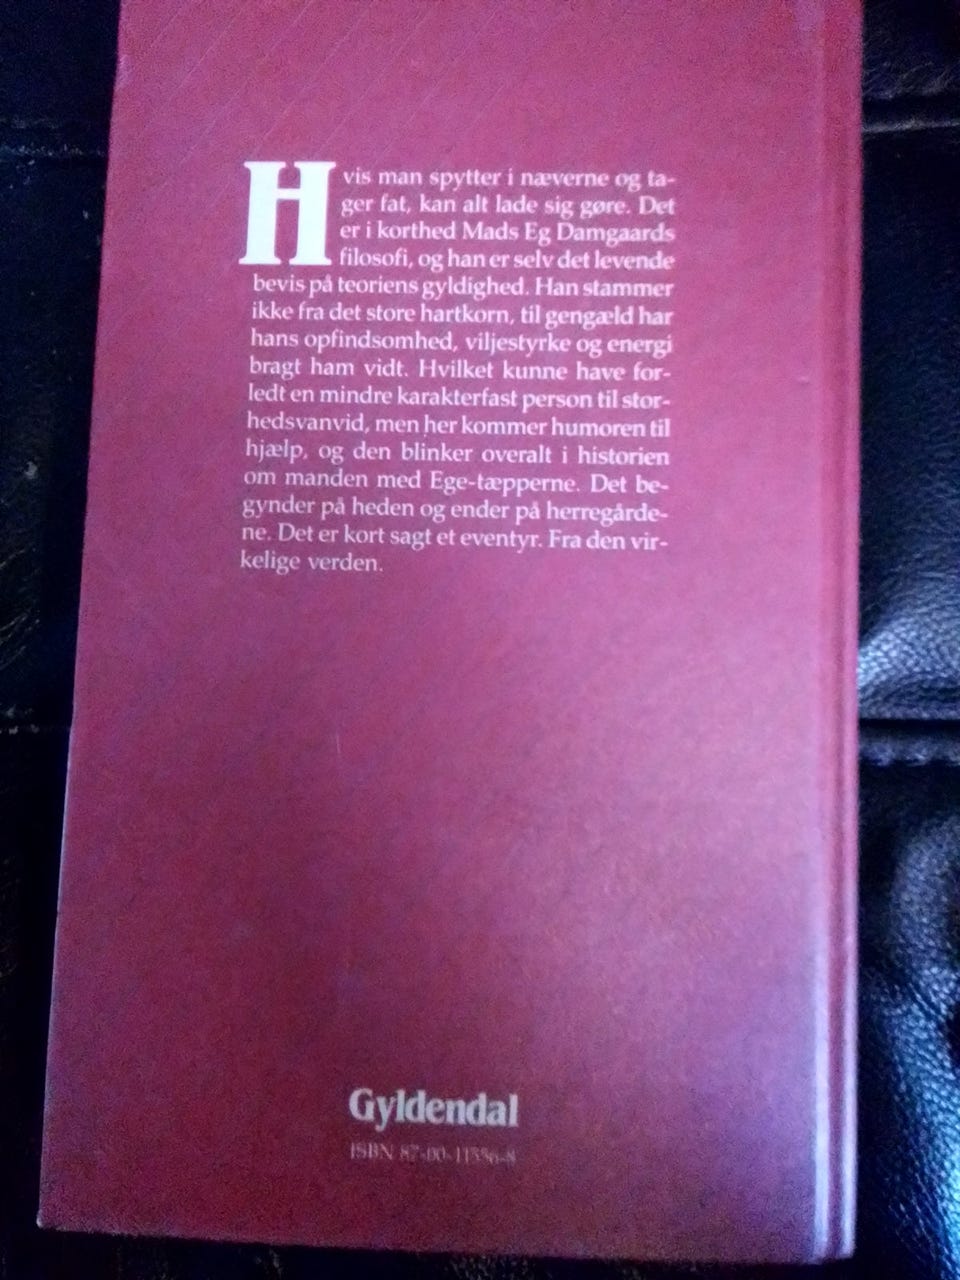 Hvis man spytter i næverne og ta-
ger fat, kan alt lade sig gøre. Det
er i korthed Mads Eg Damgaards
filosofi, og han er selv det levende
bevis på teoriens gyldighed. Han stammer
ikke fra det store hartkorn, til gengæld har
hans opfindsomhed, viljestyrke og energi
bragt ham vidt. Hvilket kunne have for-
ledt en mindre karakterfast person til stor-
hedsvanvid, men her kommer humoren til
hjælp, og den blinker overalt i historien
om manden med Ege-tæpperne. Det be-
gynder på heden og ender på herregårde-
ne. Det er kort sagt et eventyr. Fra den vir-
kelige verden.
Gyldendal
ISBN